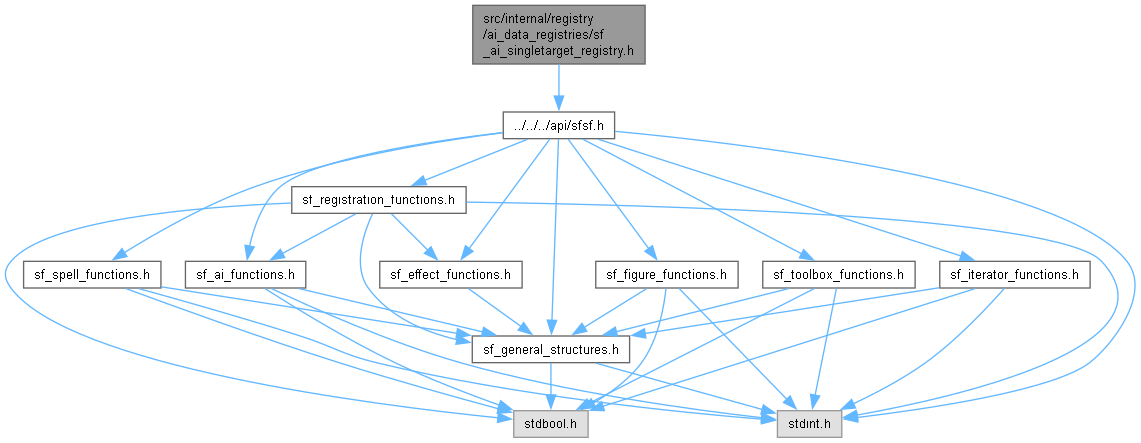 src/internal/registry
/ai_data_registries/sf
_ai_singletarget_registry.h
../../../api/sfsf.h
sf_registration_functions.h
sf_spell_functions.h
sf_ai_functions.h
sf_effect_functions.h
sf_figure_functions.h
sf_toolbox_functions.h
sf_iterator_functions.h
sf_general_structures.h
stdbool.h
stdint.h